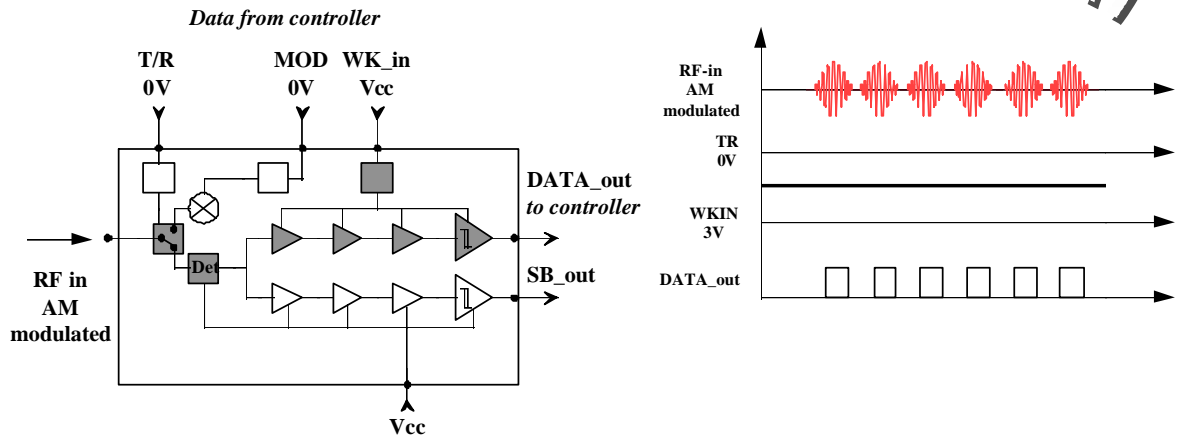 Data from controller
T/R
0V
MOD
0V
WK_in
Vcc
DATA_out
to controller
SB_out
RF in
AM
modulated
Det
Vcc
RF-in
AM
modulated
TR
0V
WKIN
3V
DATA_out